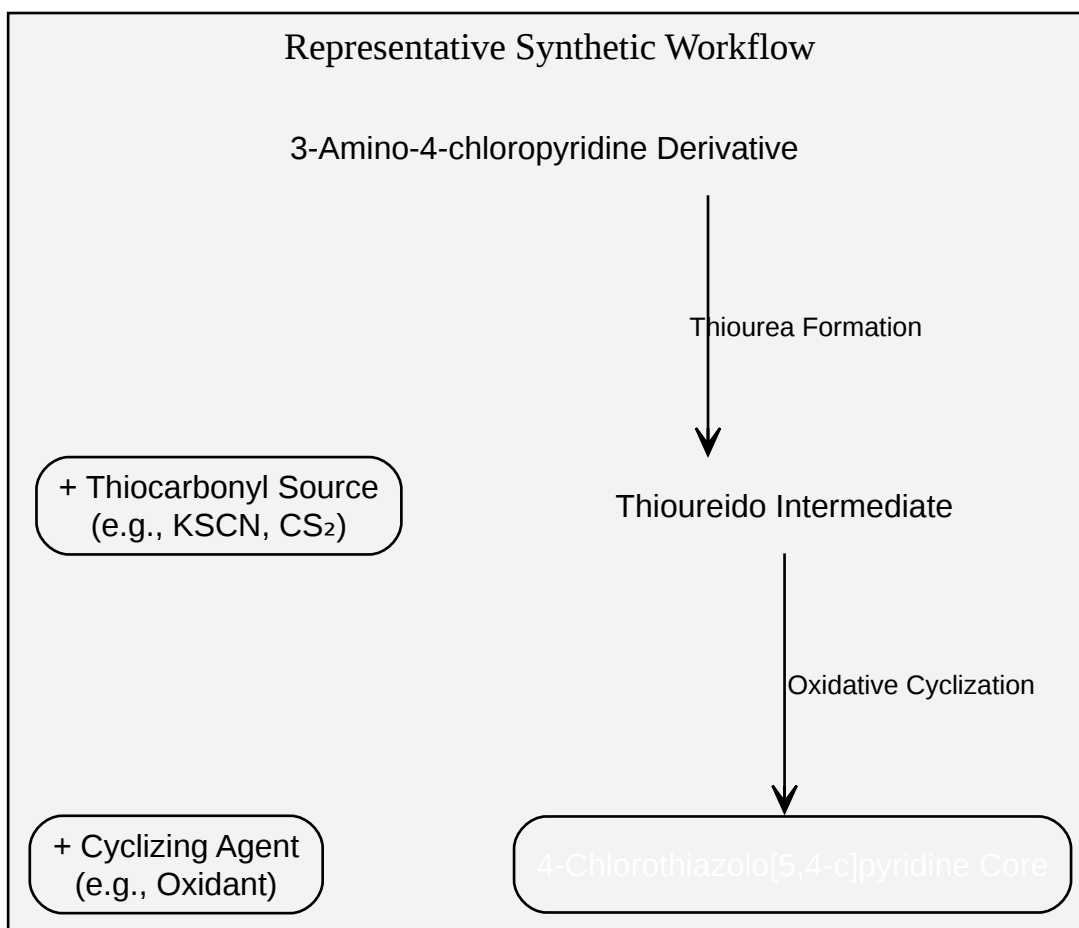 Representative Synthetic Workflow
3-Amino-4-chloropyridine Derivative
Thiourea Formation
+ Thiocarbonyl Source
(e.g., KSCN, CS₂)
Thioureido Intermediate
Oxidative Cyclization
+ Cyclizing Agent
(e.g., Oxidant)
4-Chlorothiazolo[5,4-c]pyridine Core